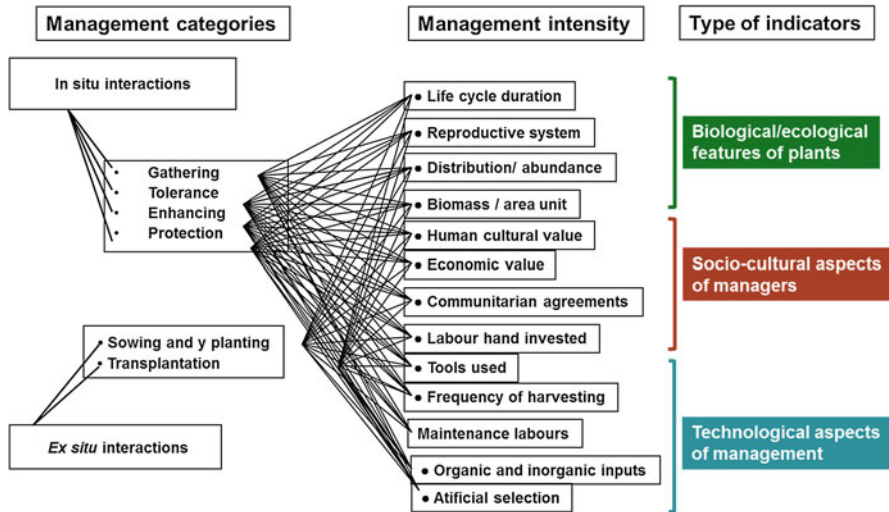 Management categories
Management intensity
Type of indicators
In situ interactions
• Gathering
• Tolerance
• Enhancing
• Protection
• Sowing and y planting
• Transplantation
Ex situ interactions
• Life cycle duration
• Reproductive system
• Distribution/ abundance
• Biomass / area unit
• Human cultural value
• Economic value
• Communitarian agreements
• Labour hand invested
• Tools used
• Frequency of harvesting
Maintenance labours
• Organic and inorganic inputs
• Atificial selection
Biological/ecological
features of plants
Socio-cultural aspects
of managers
Technological aspects
of management